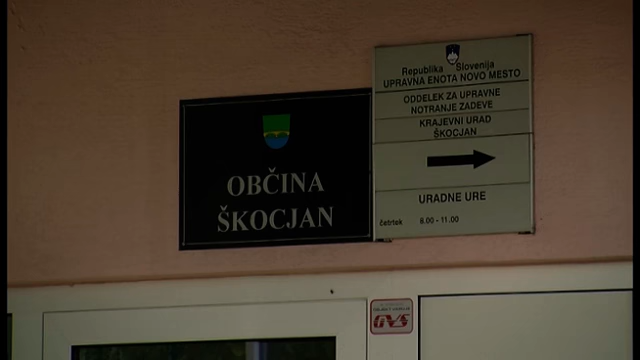 OBČINA
ŠKOCJAN
Republika Slovenija
UPRAVNA ENOTA NOVO MESTO
ODDELEK ZA UPRAVNE
NOTRANJE ZADEVE
KRAJEVNI URAD
ŠKOCJAN
URADNE URE
četrtek 8.00 - 11.00